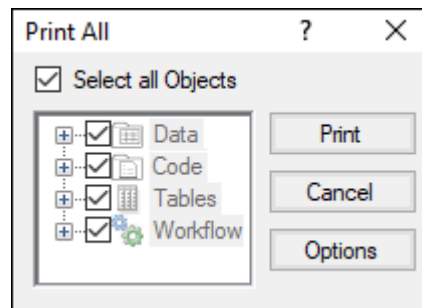 Print All ?
Select all Objects
Data
Code
Tables
Workflow
Print
Cancel
Options